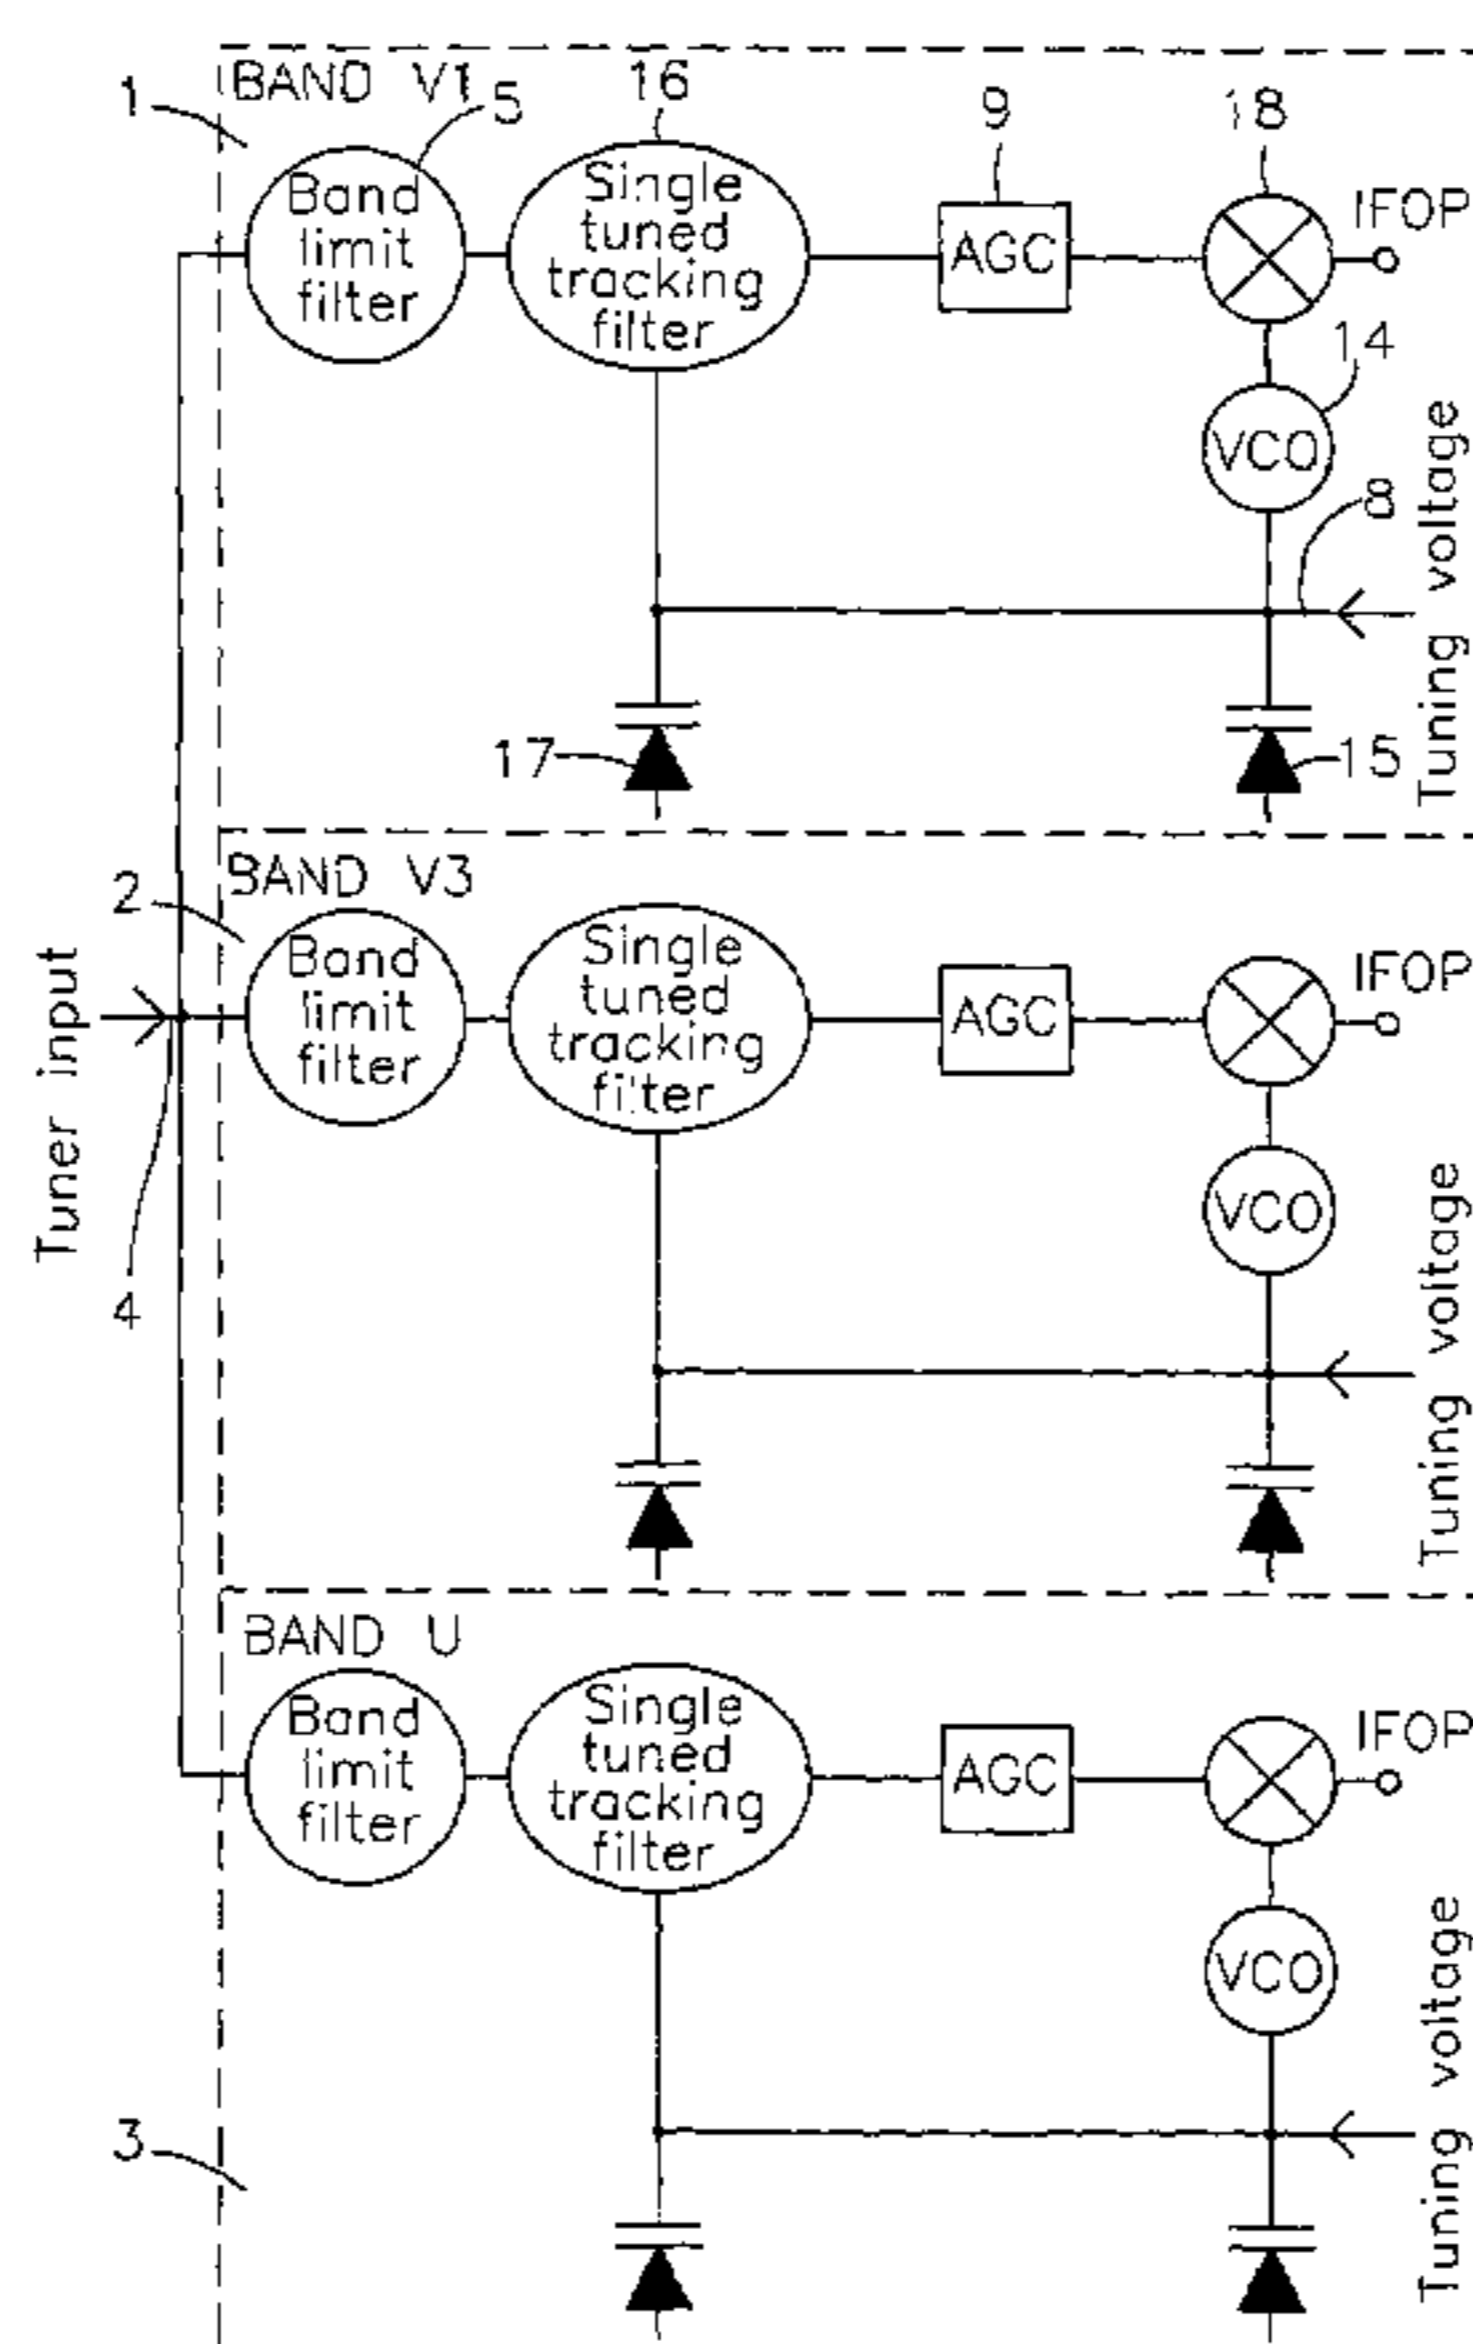 BAND V1
1
5
16
9
18
Band
limit
filter
Single
tuned
tracking
filter
AGC
IFOP
14
VCO
8
Tuning voltage
17
15
BAND V3
2
Band
limit
filter
Single
tuned
tracking
filter
AGC
IFOP
VCO
Tuner input
4
Tuning voltage
BAND U
Band
limit
filter
Single
tuned
tracking
filter
AGC
IFOP
VCO
Tuning voltage
3